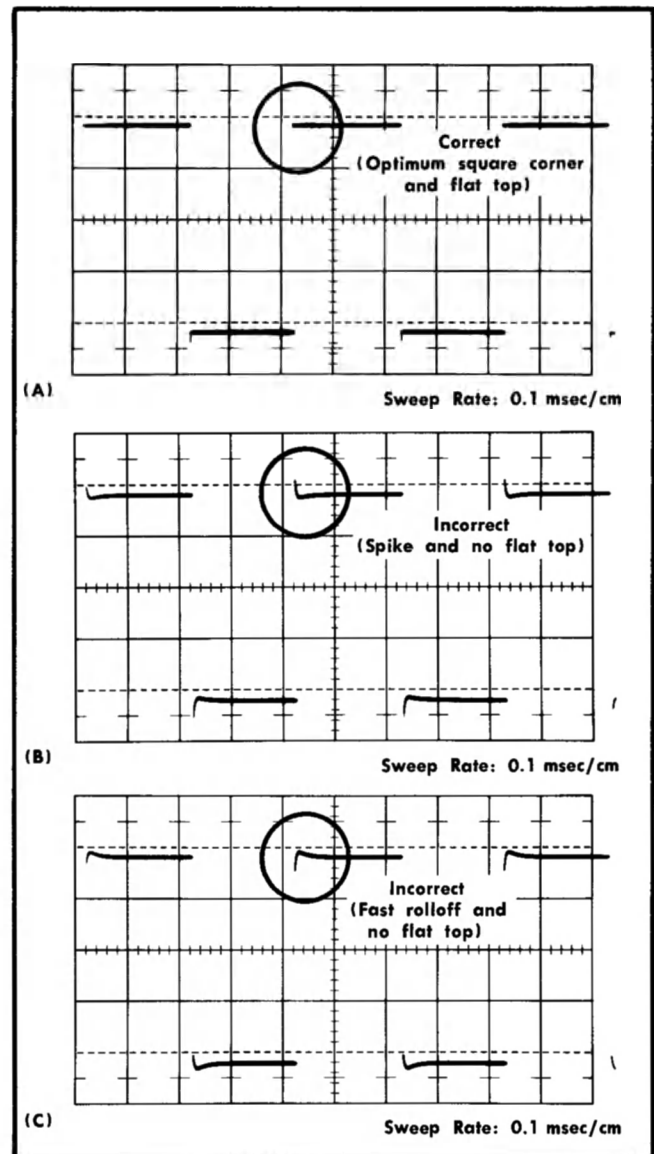 Correct
(Optimum square corner
and flat top)
(A)
Sweep Rate: 0.1 msec/cm
Incorrect
(Spike and no flat top)
(B)
Sweep Rate: 0.1 msec/cm
Incorrect
(Fast rolloff and
no flat top)
(C)
Sweep Rate: 0.1 msec/cm